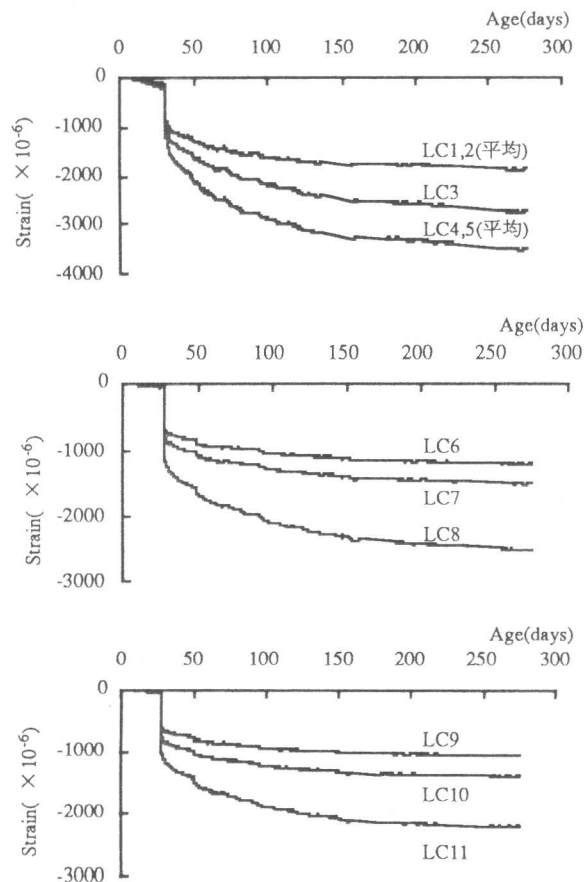 Age(days)
0 50 100 150 200 250 300
0
-1000
-2000
-3000
-4000
Strain( ×10-6)
LC1,2(平均)
LC3
LC4,5(平均)
Age(days)
0 50 100 150 200 250 300
0
-1000
-2000
-3000
Strain( ×10-6)
LC6
LC7
LC8
Age(days)
0 50 100 150 200 250 300
0
-1000
-2000
-3000
Strain( ×10-6)
LC9
LC10
LC11